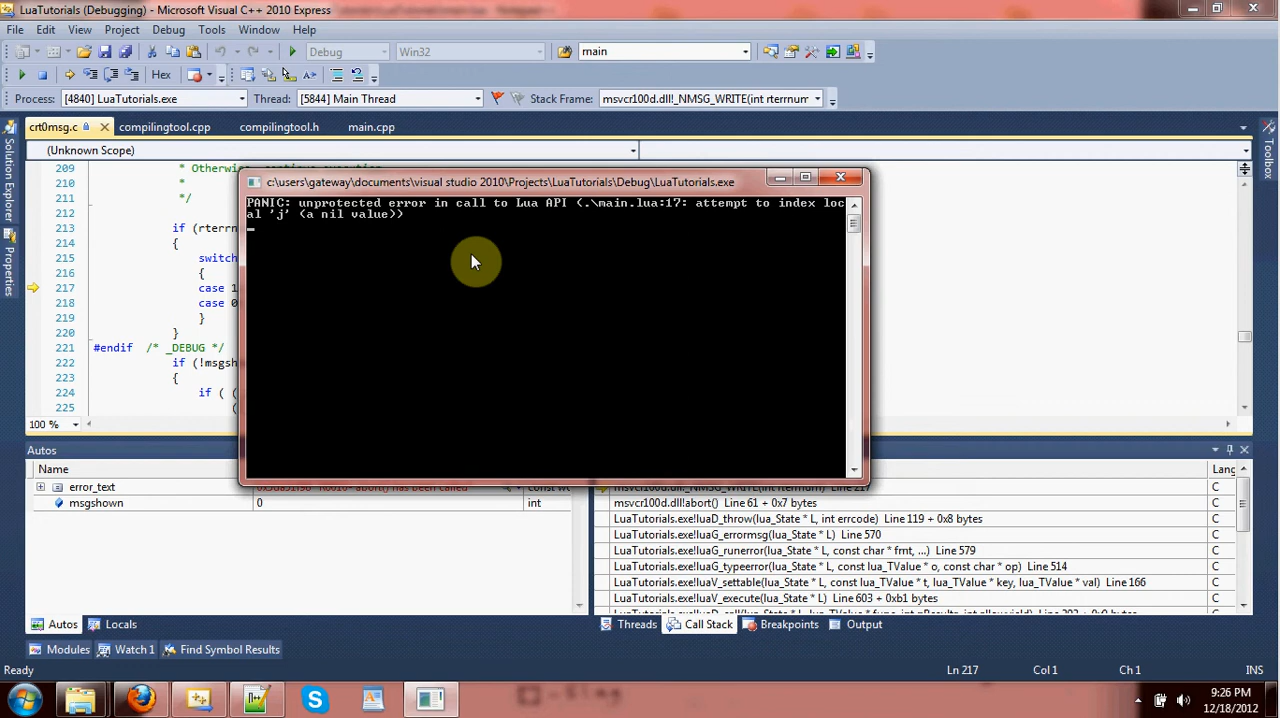 LuaTutorials (Debugging) - Microsoft Visual C++ 2010 Express
File Edit View Project Debug Tools Window Help
Debug Win32 main
Hex
Process: [4840] LuaTutorials.exe Thread: [5844] Main Thread Stack Frame: msvcr100d.dll!_NMSG_WRITE(int rterrnum
crt0msg.c compilingtool.cpp compilingtool.h main.cpp
(Unknown Scope)
Solution Explorer
Properties
Toolbox
209 * Otherwise, continue execution
210 *
211 */
212
213 if (rterrn
214 {
215 switch
216 {
217 case 1
218 case 0
219 }
220 }
221 #endif /* _DEBUG */
222 if (!msgsh
223 {
224 if ( (
225 (
100 %
c:\users\gateway\documents\visual studio 2010\Projects\LuaTutorials\Debug\LuaTutorials.exe
PANIC: unprotected error in call to Lua API (.\main.lua:17: attempt to index loc
al 'j' (a nil value))
Autos
Name
error_text
msgshown 0 int
Lang
C
msvcr100d.dll!abort() Line 61 + 0x7 bytes C
LuaTutorials.exe!luaD_throw(lua_State * L, int errcode) Line 119 + 0x8 bytes C
LuaTutorials.exe!luaG_errormsg(lua_State * L) Line 570 C
LuaTutorials.exe!luaG_runerror(lua_State * L, const char * fmt, ...) Line 579 C
LuaTutorials.exe!luaG_typeerror(lua_State * L, const lua_TValue * o, const char * op) Line 514 C
LuaTutorials.exe!luaV_settable(lua_State * L, const lua_TValue * t, lua_TValue * key, lua_TValue * val) Line 166 C
LuaTutorials.exe!luaV_execute(lua_State * L) Line 603 + 0xb1 bytes C
Autos Locals
Threads Call Stack Breakpoints Output
Modules Watch 1 Find Symbol Results
Ready Ln 217 Col 1 Ch 1 INS
9:26 PM
12/18/2012